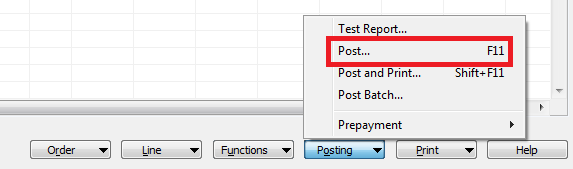 Test Report...
Post... F11
Post and Print... Shift+F11
Post Batch...
Prepayment
Order Line Functions Posting Print Help